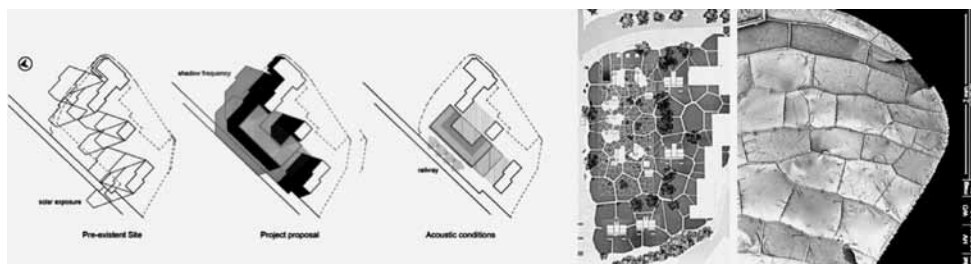 shadow frequency
railway
solar exposure
Pre-existent Site
Project proposal
Acoustic conditions